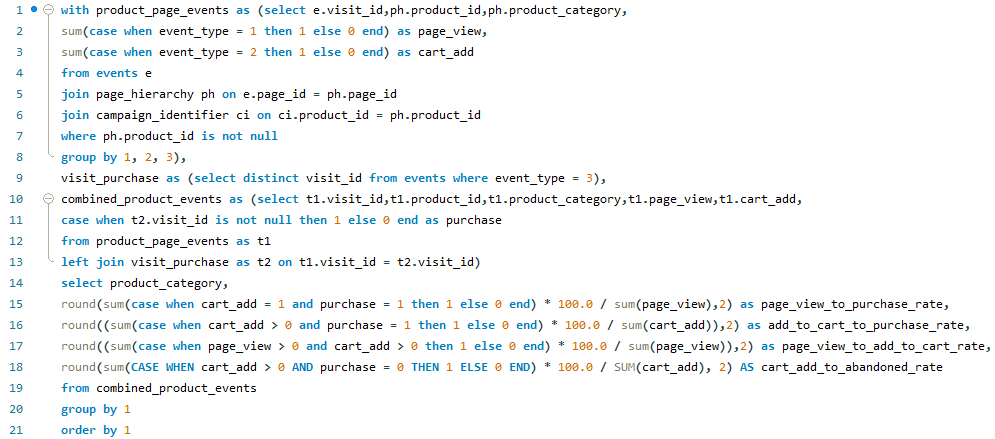 1 with product_page_events as (select e.visit_id,ph.product_id,ph.product_category,
2 sum(case when event_type = 1 then 1 else 0 end) as page_view,
3 sum(case when event_type = 2 then 1 else 0 end) as cart_add
4 from events e
5 join page_hierarchy ph on e.page_id = ph.page_id
6 join campaign_identifier ci on ci.product_id = ph.product_id
7 where ph.product_id is not null
8 group by 1, 2, 3),
9 visit_purchase as (select distinct visit_id from events where event_type = 3),
10 combined_product_events as (select t1.visit_id,t1.product_id,t1.product_category,t1.page_view,t1.cart_add,
11 case when t2.visit_id is not null then 1 else 0 end as purchase
12 from product_page_events as t1
13 left join visit_purchase as t2 on t1.visit_id = t2.visit_id)
14 select product_category,
15 round(sum(case when cart_add = 1 and purchase = 1 then 1 else 0 end) * 100.0 / sum(page_view),2) as page_view_to_purchase_rate,
16 round((sum(case when cart_add > 0 and purchase = 1 then 1 else 0 end) * 100.0 / sum(cart_add)),2) as add_to_cart_to_purchase_rate,
17 round((sum(case when page_view > 0 and cart_add > 0 then 1 else 0 end) * 100.0 / sum(page_view)),2) as page_view_to_add_to_cart_rate,
18 round(sum(CASE WHEN cart_add > 0 AND purchase = 0 THEN 1 ELSE 0 END) * 100.0 / SUM(cart_add), 2) AS cart_add_to_abandoned_rate
19 from combined_product_events
20 group by 1
21 order by 1